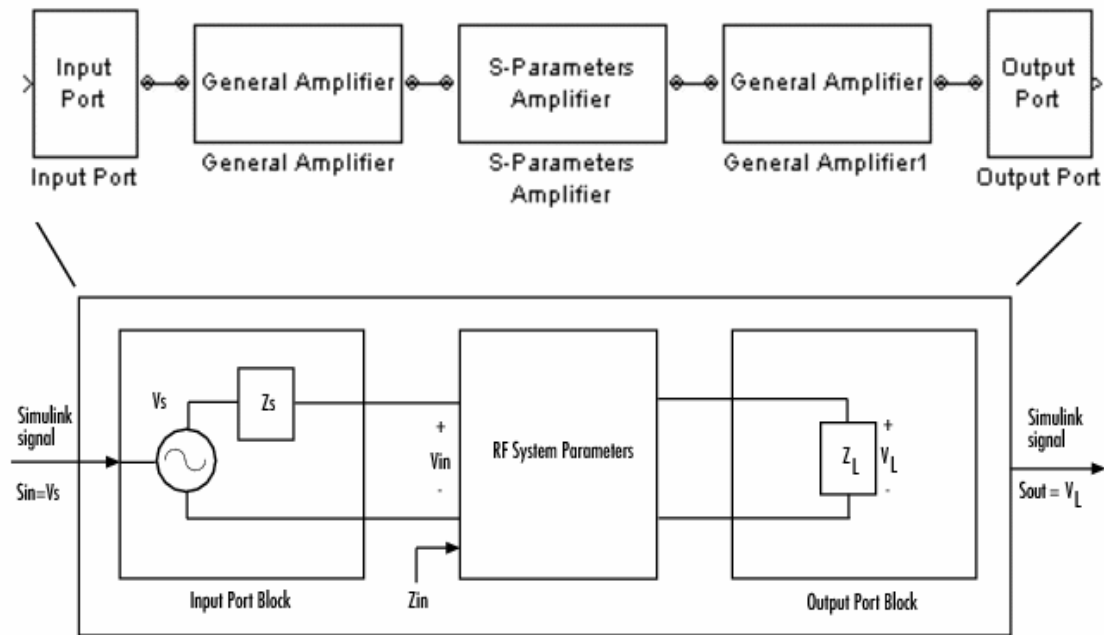 Input
Port
General Amplifier
S-Parameters
Amplifier
General Amplifier
Output
Port
Input Port
General Amplifier
S-Parameters
Amplifier
General Amplifier1
Output Port
Simulink
signal
Sin=Vs
Vs
Zs
+
Vin
-
Zin
RF System Parameters
ZL
+
VL
-
Simulink
signal
Sout = VL
Input Port Block
Output Port Block